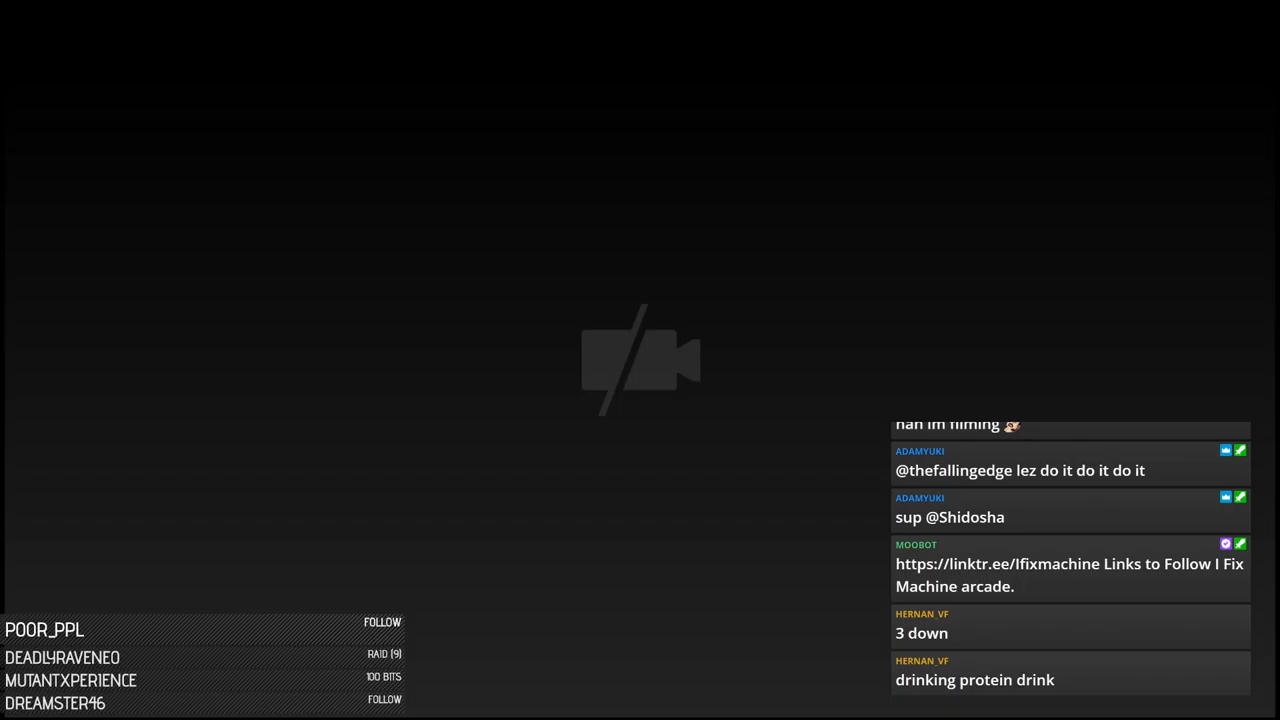 nah im filming
ADAMYUKI
@thefallingedge lez do it do it do it
ADAMYUKI
sup @Shidosha
MOOBOT
https://linktr.ee/Ifixmachine Links to Follow I Fix
Machine arcade.
HERNAN_VF
3 down
HERNAN_VF
drinking protein drink
POOR_PPL FOLLOW
DEADLYRAVENEO RAID (9)
MUTANTXPERIENCE 100 BITS
DREAMSTER46 FOLLOW